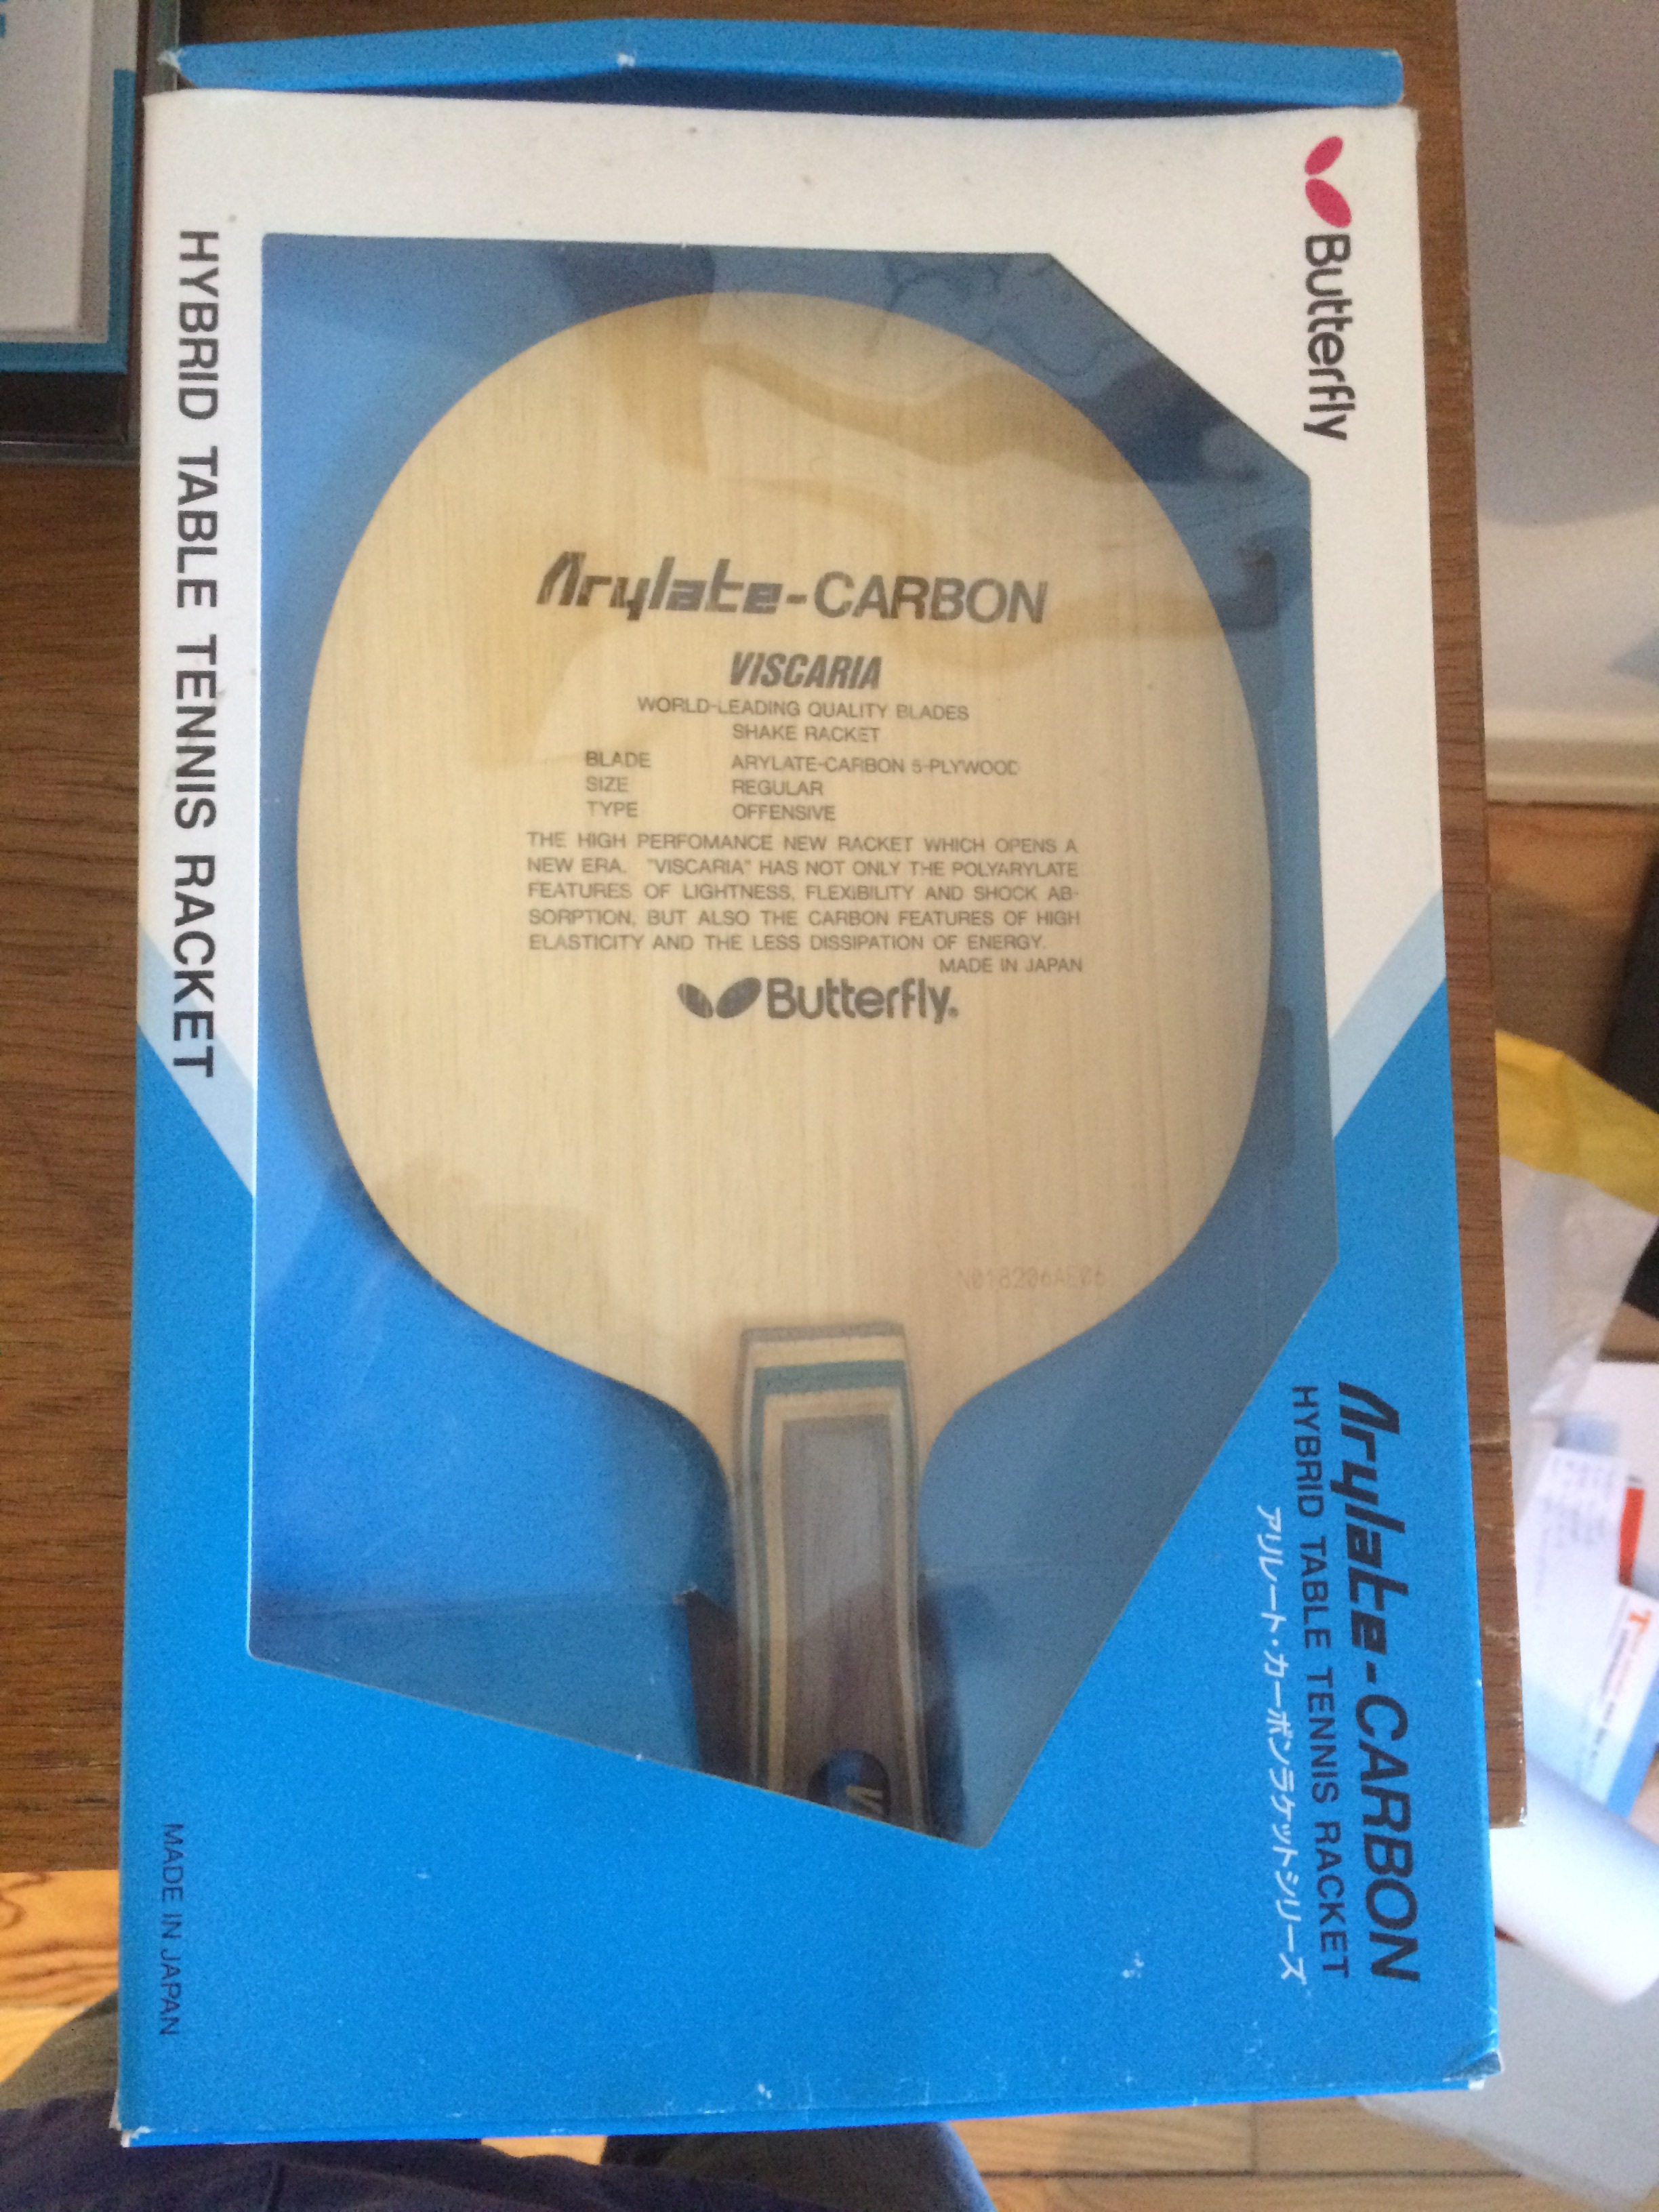 Butterfly
HYBRID TABLE TENNIS RACKET
Arylate-CARBON
VISCARIA
WORLD-LEADING QUALITY BLADES
SHAKE RACKET
BLADE ARYLATE-CARBON 5-PLYWOOD
SIZE REGULAR
TYPE OFFENSIVE
THE HIGH PERFOMANCE NEW RACKET WHICH OPENS A
NEW ERA. "VISCARIA" HAS NOT ONLY THE POLYARYLATE
FEATURES OF LIGHTNESS, FLEXIBILITY AND SHOCK AB-
SORPTION, BUT ALSO THE CARBON FEATURES OF HIGH
ELASTICITY AND THE LESS DISSIPATION OF ENERGY.
MADE IN JAPAN
Butterfly®
N018206AE06
Arylate-CARBON
HYBRID TABLE TENNIS RACKET
アリレート・カーボンラケットシリーズ
MADE IN JAPAN